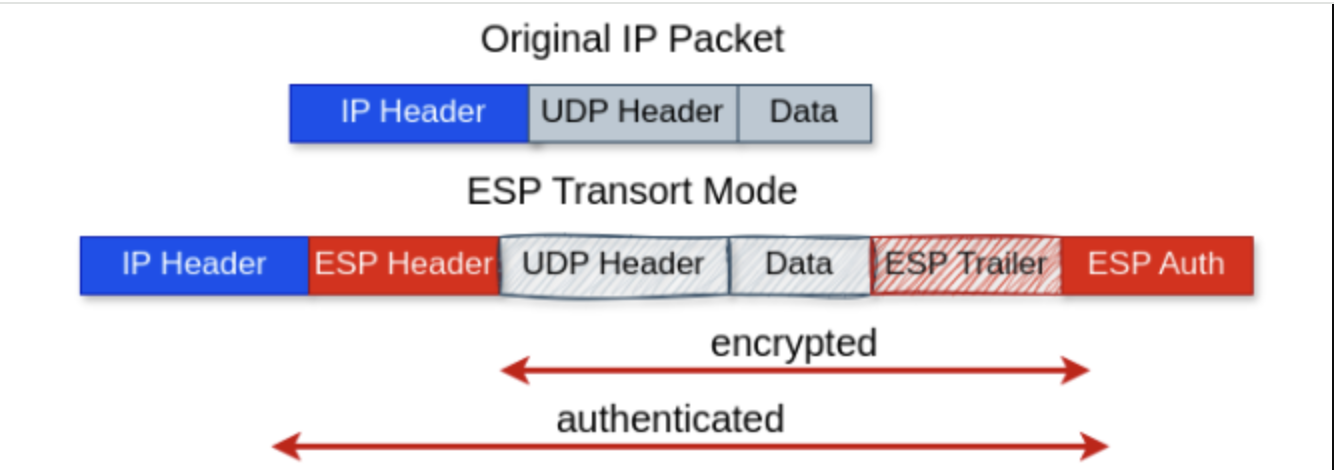 Original IP Packet
IP Header UDP Header Data
ESP Transort Mode
IP Header ESP Header UDP Header Data ESP Trailer ESP Auth
encrypted
authenticated